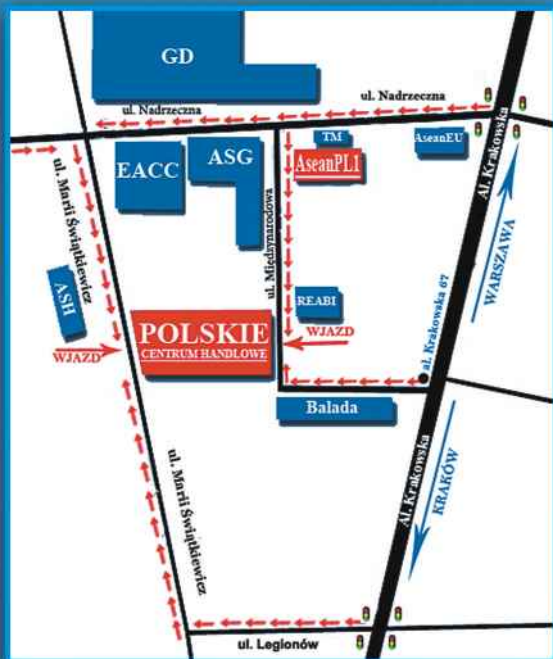 GD
ul. Nadrzeczna
ul. Nadrzeczna
TM
AseanEU
EACC
ASG
AseanPL1
Al. Krakowska
ul. Marii Świątkiewicz
ul. Międzynarodowa
WARSZAWA
ASH
REABI
al. Krakowska 67
POLSKIE
CENTRUM HANDLOWE
WJAZD
WJAZD
Balada
ul. Marii Świątkiewicz
Al. Krakowska
KRAKÓW
ul. Legionów